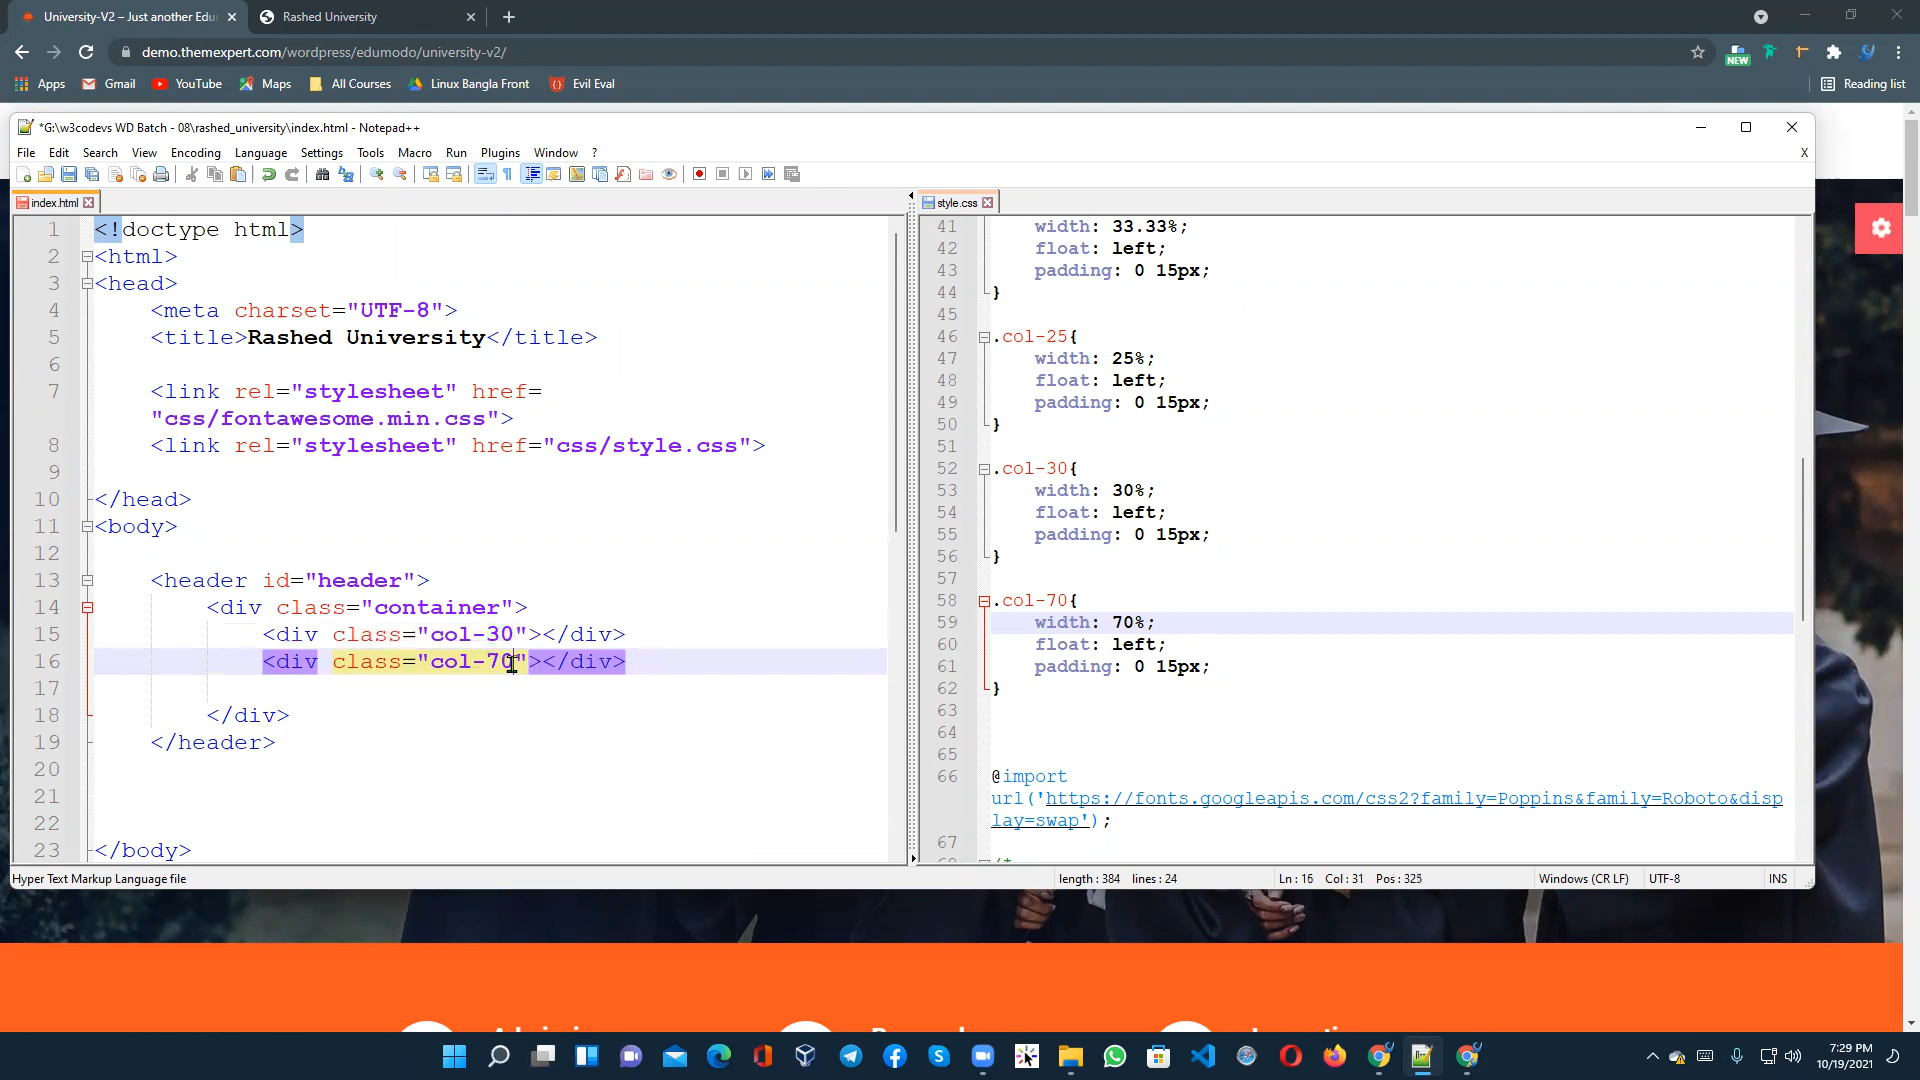 University-V2 – Just another Edu
Rashed University
demo.themexpert.com/wordpress/edumodo/university-v2/
NEW
Apps
Gmail
YouTube
Maps
All Courses
Linux Bangla Front
Evil Eval
Reading list
*G:\w3codevs WD Batch - 08\rashed_university\index.html - Notepad++
File Edit Search View Encoding Language Settings Tools Macro Run Plugins Window ?
X
index.html
1 <!doctype html>
2 <html>
3 <head>
4 <meta charset="UTF-8">
5 <title>Rashed University</title>
6
7 <link rel="stylesheet" href=
"css/fontawesome.min.css">
8 <link rel="stylesheet" href="css/style.css">
9
10 </head>
11 <body>
12
13 <header id="header">
14 <div class="container">
15 <div class="col-30"></div>
16 <div class="col-70"></div>
17
18 </div>
19 </header>
20
21
22
23 </body>
style.css
41 width: 33.33%;
42 float: left;
43 padding: 0 15px;
44 }
45
46 .col-25{
47 width: 25%;
48 float: left;
49 padding: 0 15px;
50 }
51
52 .col-30{
53 width: 30%;
54 float: left;
55 padding: 0 15px;
56 }
57
58 .col-70{
59 width: 70%;
60 float: left;
61 padding: 0 15px;
62 }
63
64
65
66 @import
url('https://fonts.googleapis.com/css2?family=Poppins&family=Roboto&disp
lay=swap');
67
Hyper Text Markup Language file
length : 384 lines : 24
Ln : 16 Col : 31 Pos : 325
Windows (CR LF)
UTF-8
INS
7:29 PM
10/19/2021